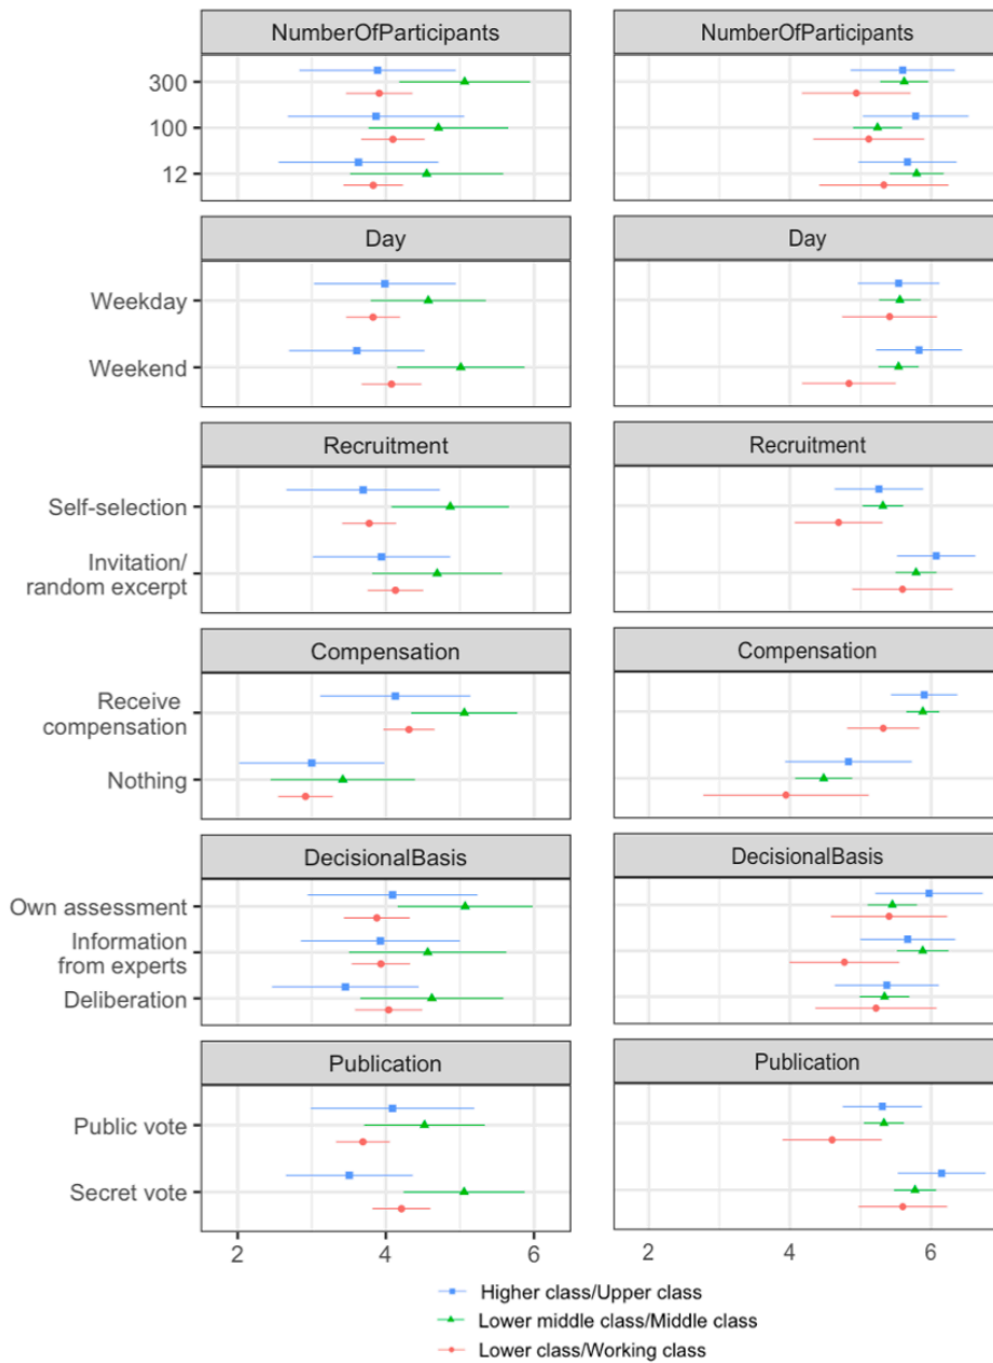 NumberOfParticipants
NumberOfParticipants
300
100
12
Day
Day
Weekday
Weekend
Recruitment
Recruitment
Self-selection
Invitation/
random excerpt
Compensation
Compensation
Receive
compensation
Nothing
DecisionalBasis
DecisionalBasis
Own assessment
Information
from experts
Deliberation
Publication
Publication
Public vote
Secret vote
2 4 6
2 4 6
Higher class/Upper class
Lower middle class/Middle class
Lower class/Working class